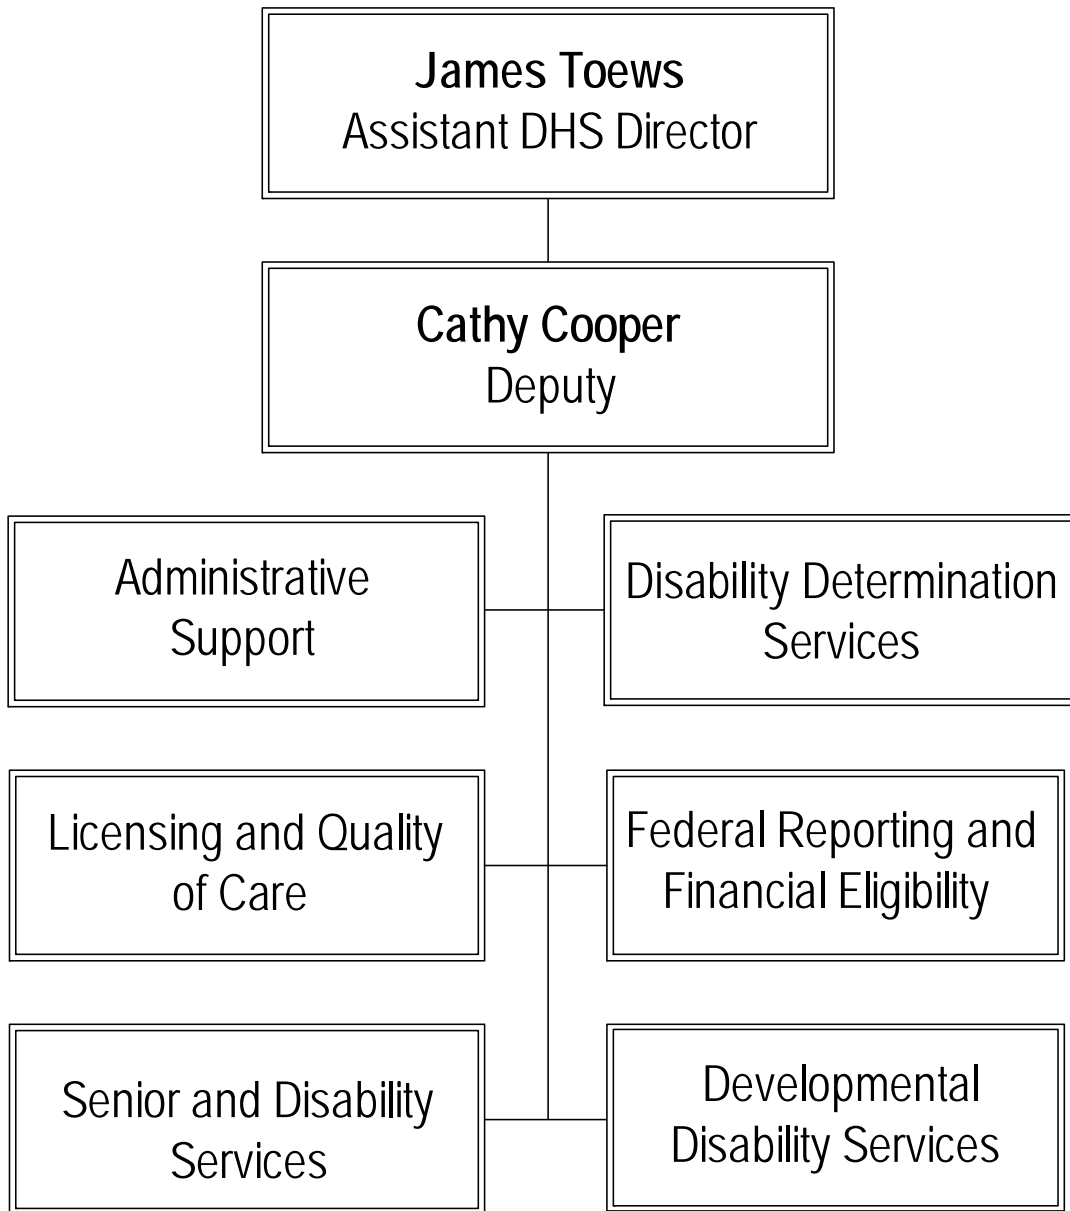 James Toews
Assistant DHS Director
Cathy Cooper
Deputy
Administrative
Support
Disability Determination
Services
Licensing and Quality
of Care
Federal Reporting and
Financial Eligibility
Senior and Disability
Services
Developmental
Disability Services